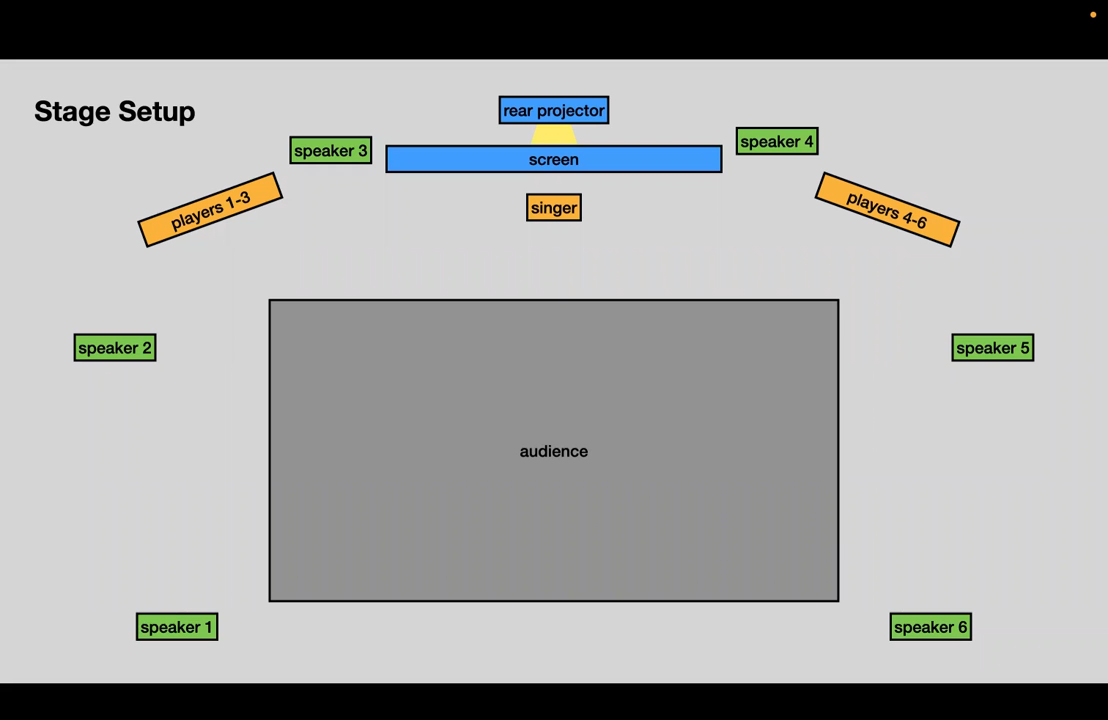 Stage Setup
rear projector
speaker 3
speaker 4
screen
players 1-3
singer
players 4-6
speaker 2
speaker 5
audience
speaker 1
speaker 6